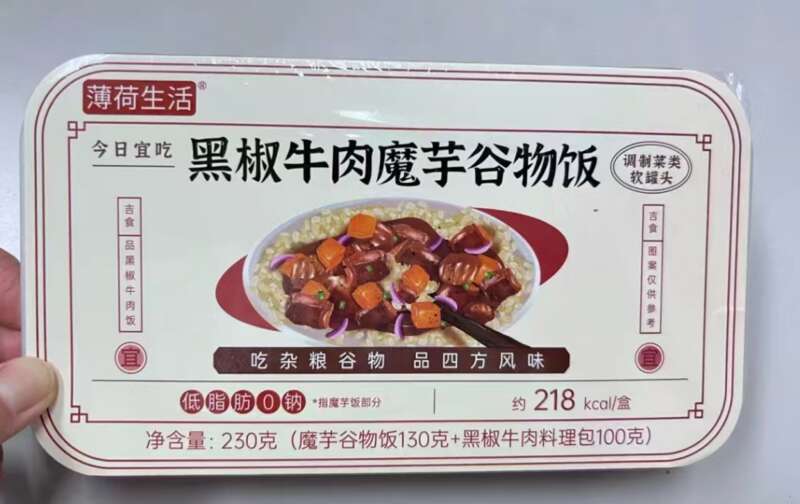 薄荷生活®
今日宜吃
黑椒牛肉魔芋谷物饭
调制菜类
软罐头
吉食
品黑椒牛肉饭
宜
吉食
图案仅供参考
宜
吃杂粮谷物 品四方风味
低脂肪0钠 *指魔芋饭部分
约 218 kcal/盒
净含量：230克（魔芋谷物饭130克+黑椒牛肉料理包100克）